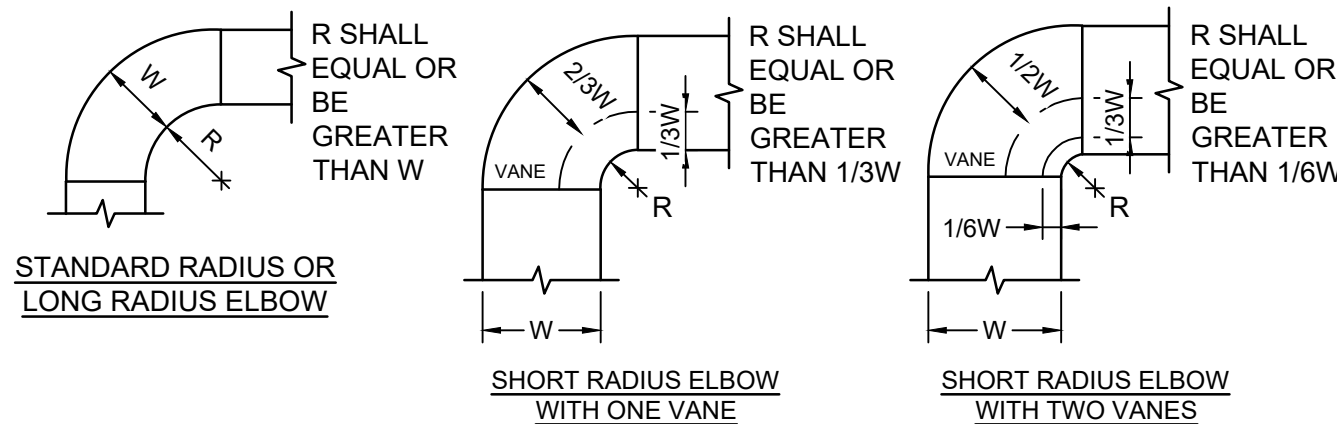 W
R
R SHALL
EQUAL OR
BE
GREATER
THAN W
STANDARD RADIUS OR
LONG RADIUS ELBOW
2/3W
1/3W
VANE
R
W
R SHALL
EQUAL OR
BE
GREATER
THAN 1/3W
SHORT RADIUS ELBOW
WITH ONE VANE
1/2W
1/3W
VANE
R
1/6W
W
R SHALL
EQUAL OR
BE
GREATER
THAN 1/6W
SHORT RADIUS ELBOW
WITH TWO VANES